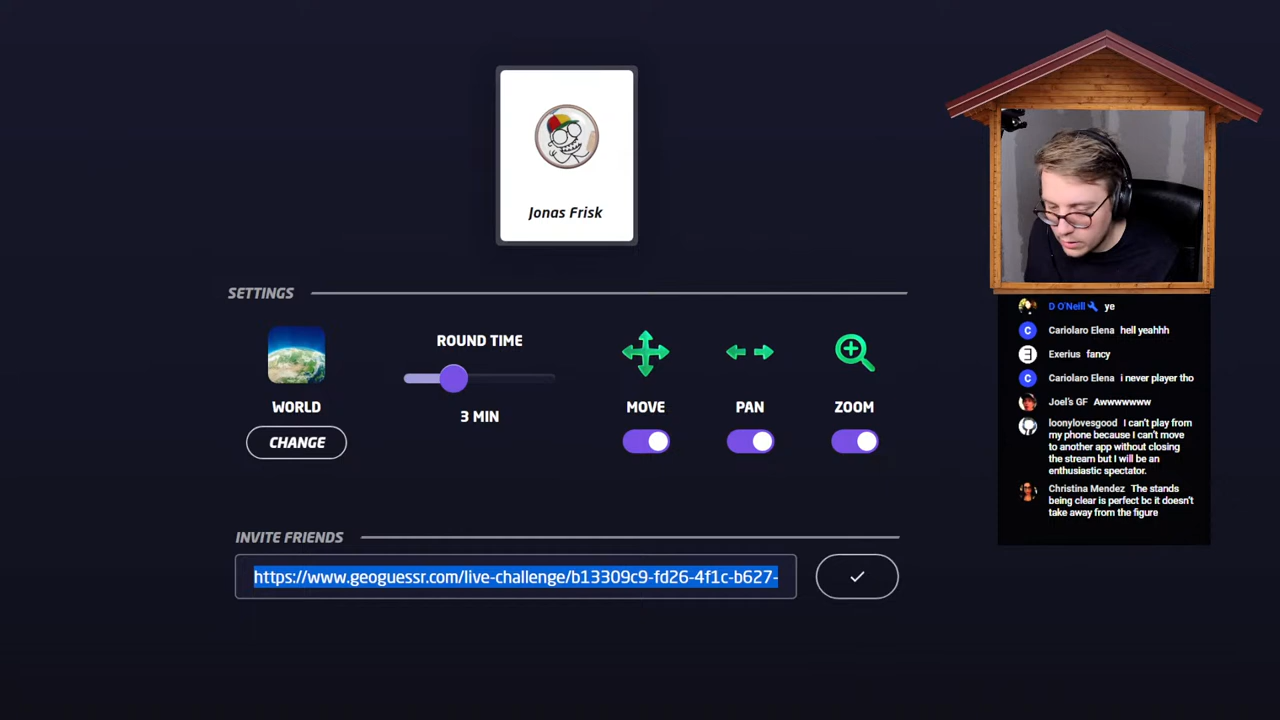 Jonas Frisk
SETTINGS
WORLD
CHANGE
ROUND TIME
3 MIN
MOVE
PAN
ZOOM
INVITE FRIENDS
https://www.geoguessr.com/live-challenge/b13309c9-fd26-4f1c-b627-
D O'Neill ye
Cariolaro Elena hell yeahhh
Exerius fancy
Cariolaro Elena i never player tho
Joel's GF Awwwwwww
loonylovesgood I can't play from
my phone because I can't move
to another app without closing
the stream but I will be an
enthusiastic spectator.
Christina Mendez The stands
being clear is perfect bc it doesn't
take away from the figure